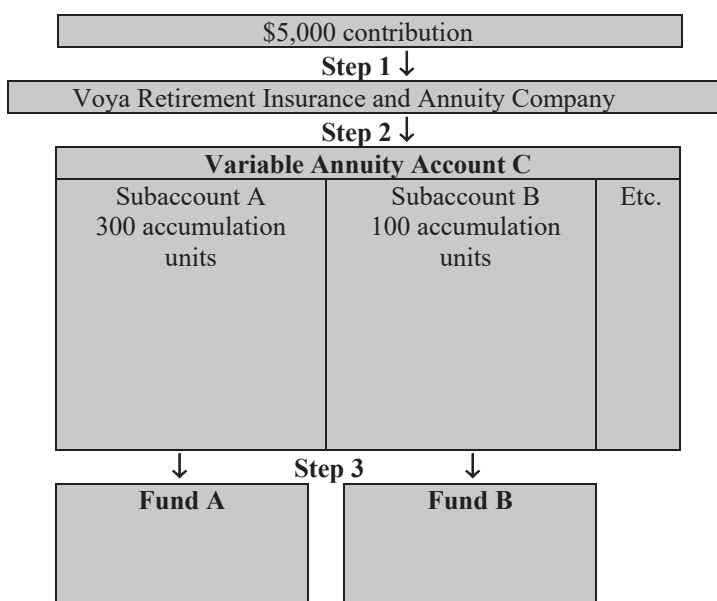 $5,000 contribution
Step 1 ↓
Voya Retirement Insurance and Annuity Company
Step 2 ↓
Variable Annuity Account C
Subaccount A
300 accumulation
units
Subaccount B
100 accumulation
units
Etc.
↓ Step 3 ↓
Fund A
Fund B